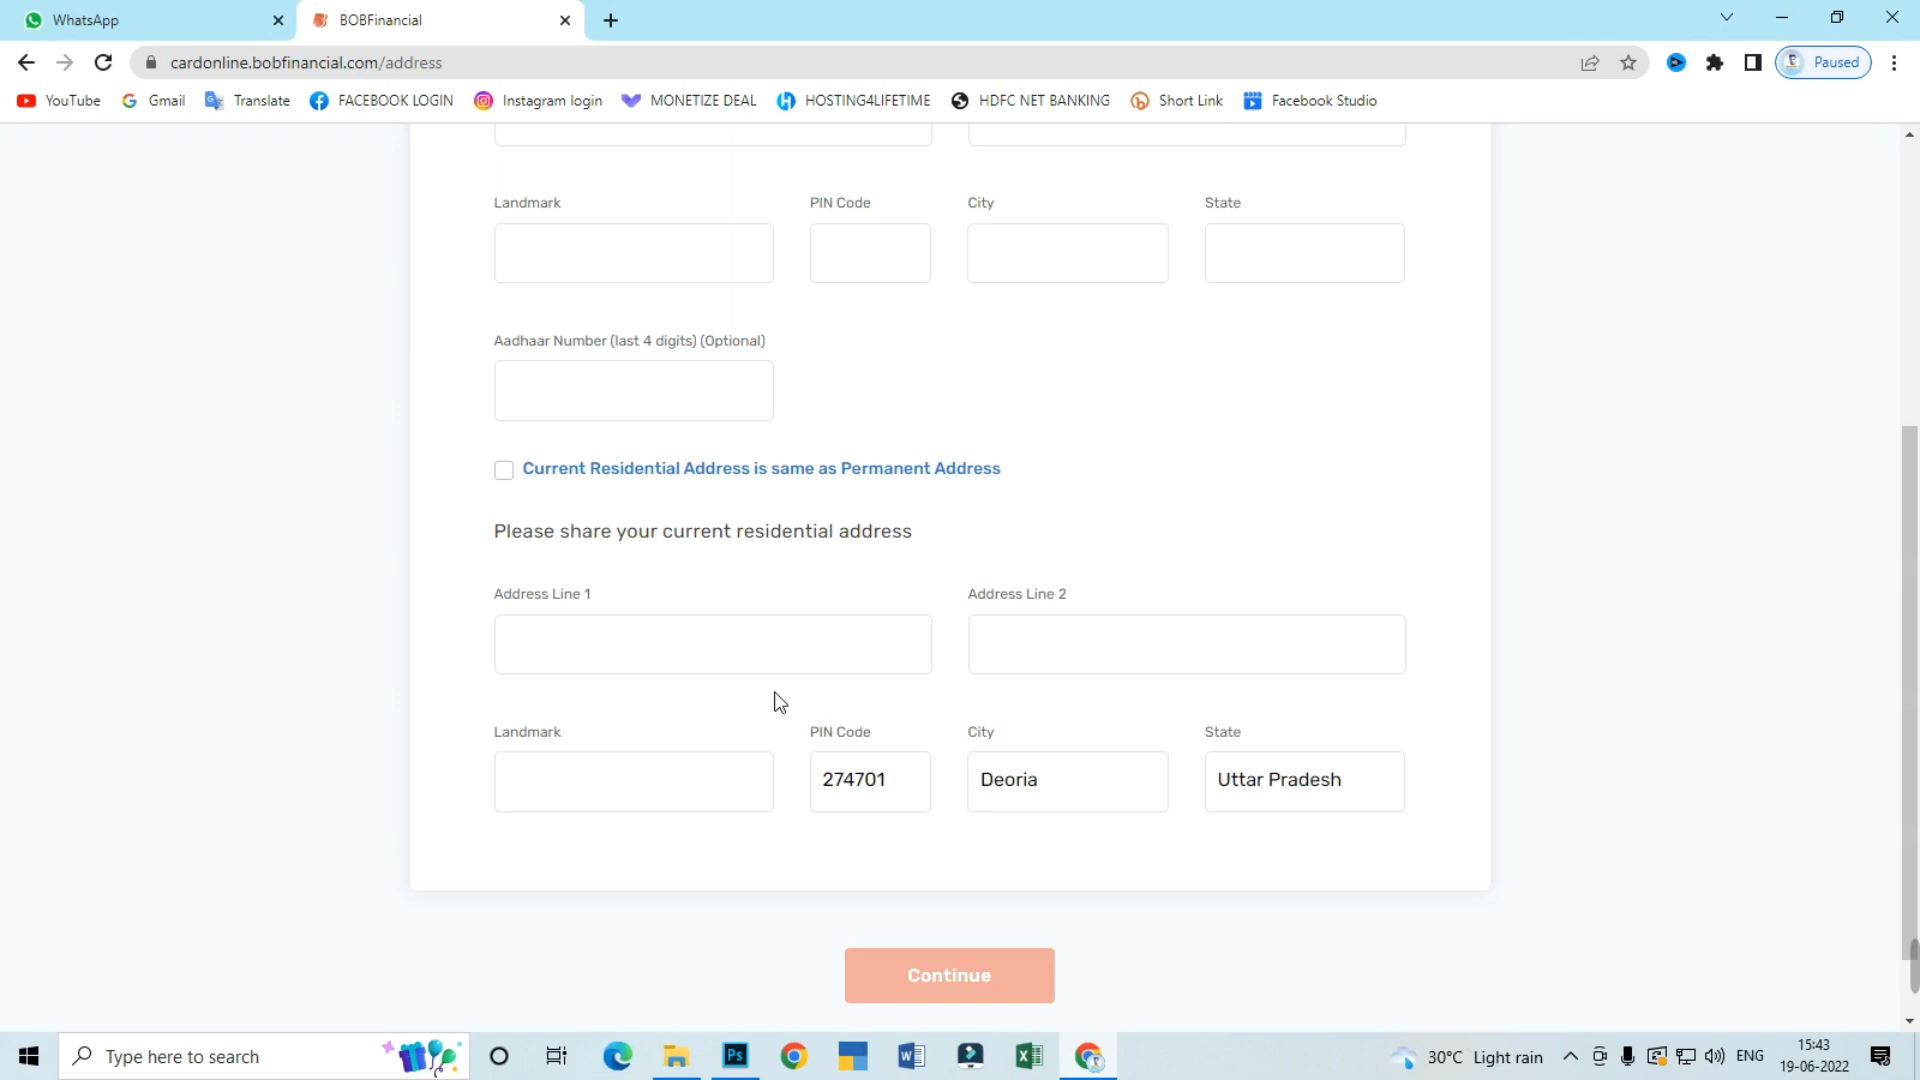 WhatsApp
BOBFinancial
cardonline.bobfinancial.com/address
Paused
YouTube
Gmail
Translate
FACEBOOK LOGIN
Instagram login
MONETIZE DEAL
HOSTING4LIFETIME
HDFC NET BANKING
Short Link
Facebook Studio
Landmark
PIN Code
City
State
Aadhaar Number (last 4 digits) (Optional)
Current Residential Address is same as Permanent Address
Please share your current residential address
Address Line 1
Address Line 2
Landmark
PIN Code
City
State
274701
Deoria
Uttar Pradesh
Continue
Type here to search
Ps
30°C Light rain
ENG
15:43
19-06-2022